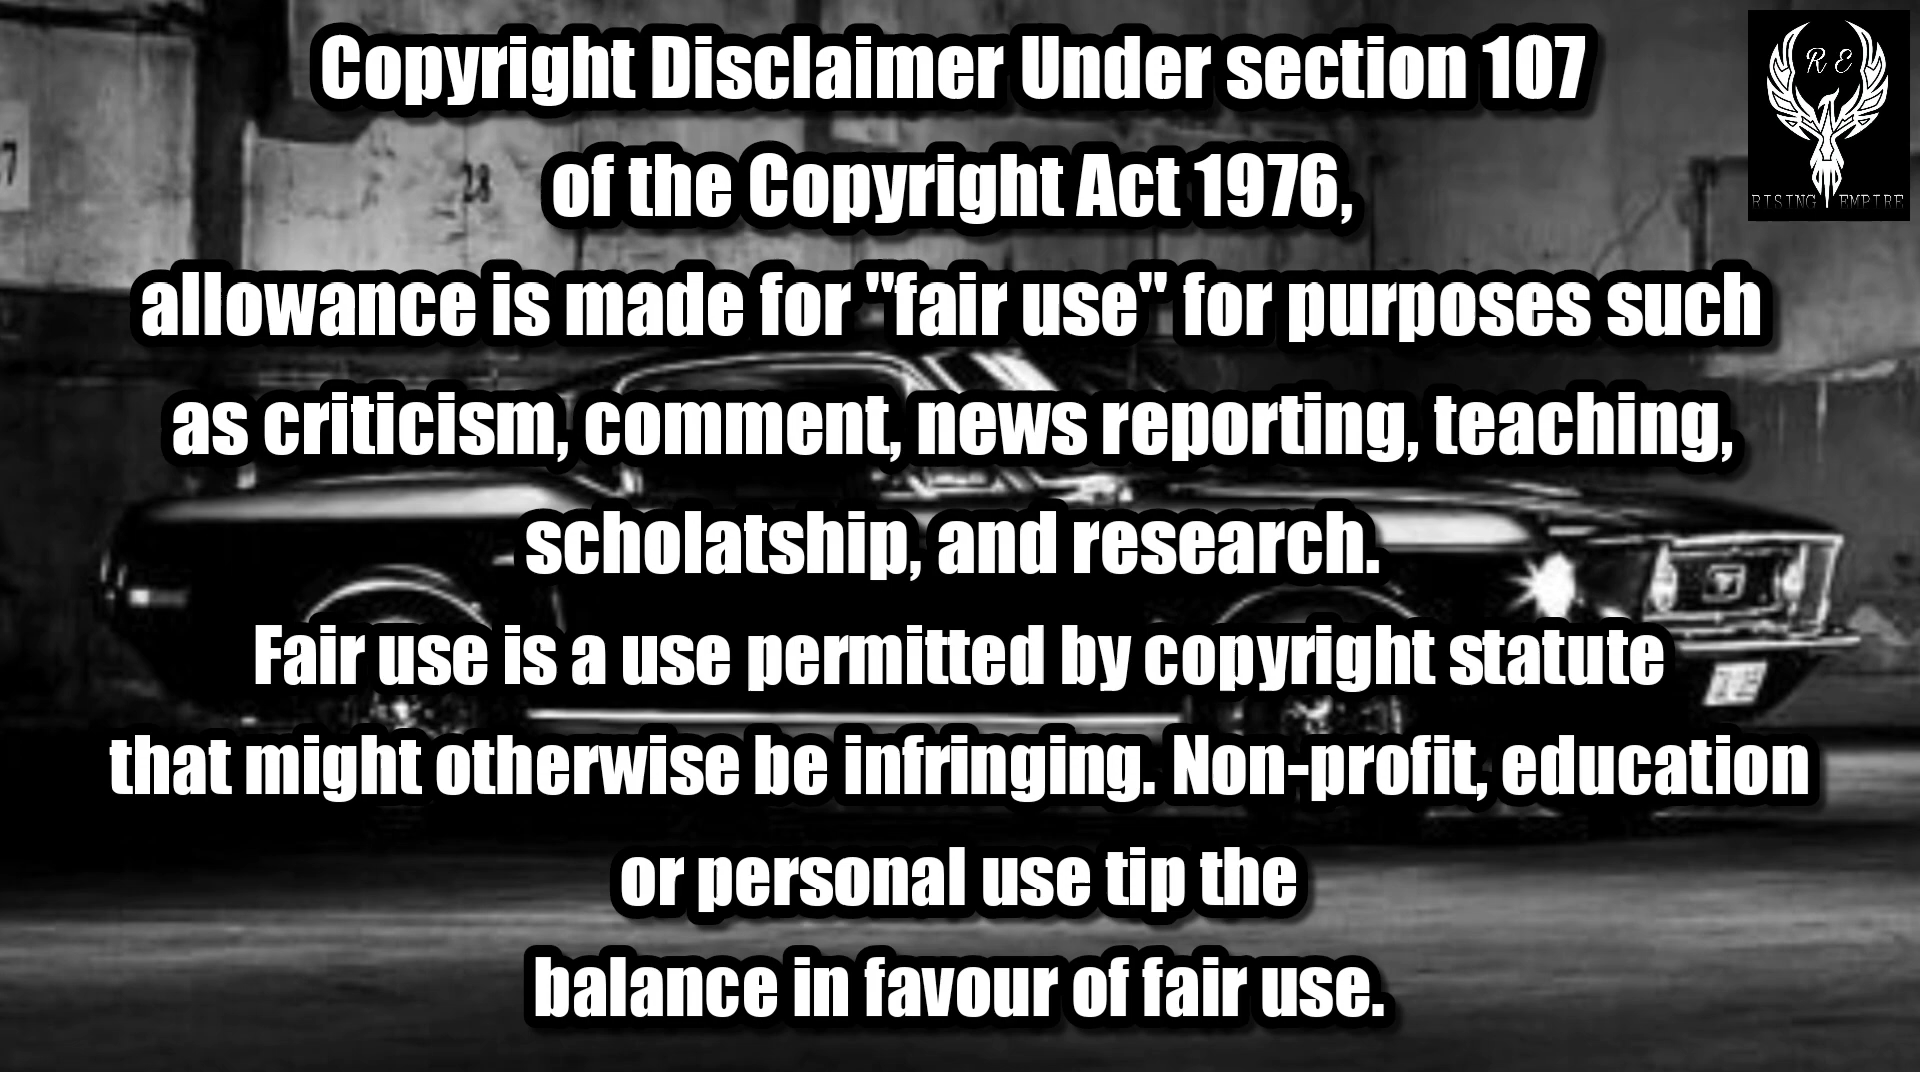 Copyright Disclaimer Under section 107
of the Copyright Act 1976,
allowance is made for "fair use" for purposes such
as criticism, comment, news reporting, teaching,
scholatship, and research.
Fair use is a use permitted by copyright statute
that might otherwise be infringing. Non-profit, education
or personal use tip the
balance in favour of fair use.
R E
RISING EMPIRE
28
7